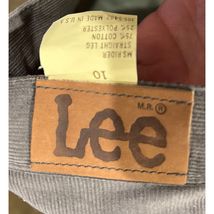 10
MS RIDER
STRAIGHT LEG
75% COTTON
25% POLYESTER
MADE IN U.S.A.
M.R.®
Lee